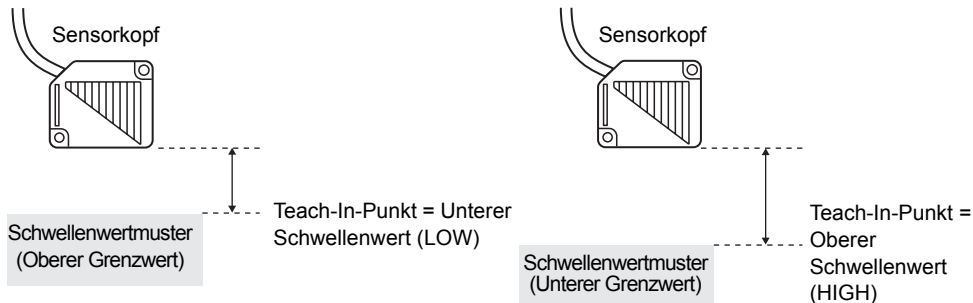 Sensorkopf
Teach-In-Punkt = Unterer
Schwellenwert (LOW)
Schwellenwertmuster
(Oberer Grenzwert)
Sensorkopf
Teach-In-Punkt =
Oberer
Schwellenwert
(HIGH)
Schwellenwertmuster
(Unterer Grenzwert)